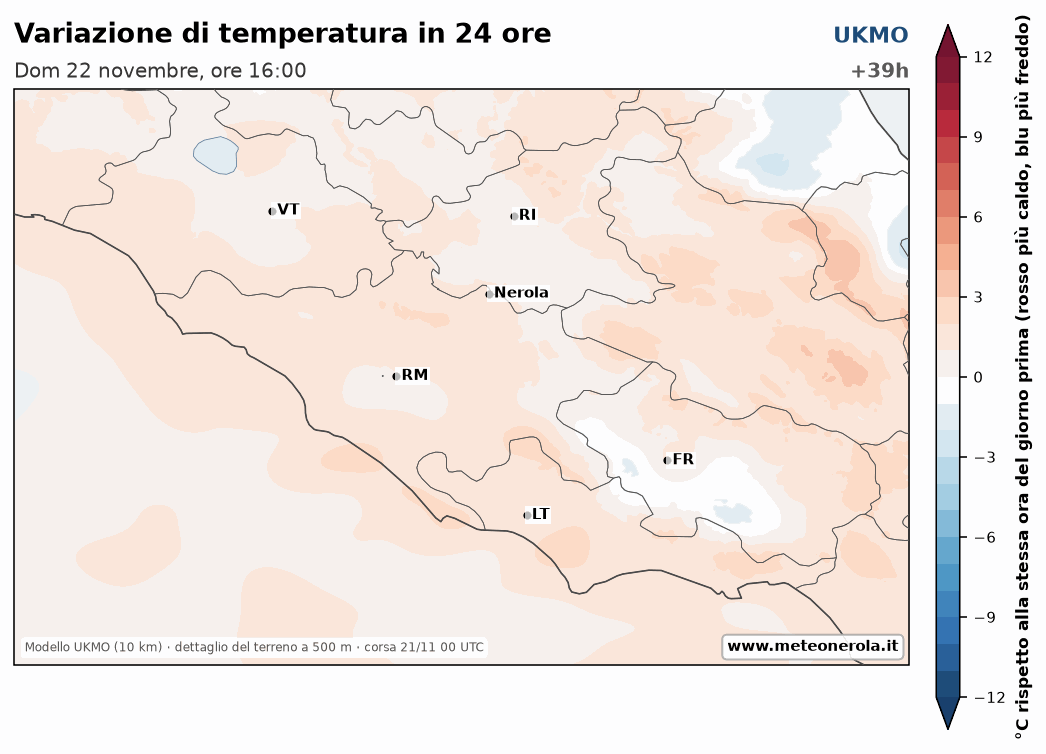 Variazione di temperatura in 24 ore
UKMO
Dom 22 novembre, ore 16:00
+39h
VT
RI
Nerola
RM
FR
LT
Modello UKMO (10 km) · dettaglio del terreno a 500 m · corsa 21/11 00 UTC
www.meteonerola.it
12
9
6
3
0
−3
−6
−9
−12
°C rispetto alla stessa ora del giorno prima (rosso più caldo, blu più freddo)